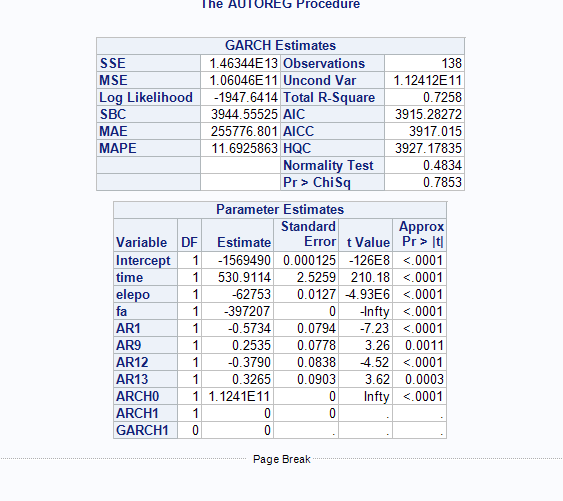 The AUTOREG Procedure
GARCH Estimates
SSE 1.46344E13 Observations 138
MSE 1.06046E11 Uncond Var 1.12412E11
Log Likelihood -1947.6414 Total R-Square 0.7258
SBC 3944.55525 AIC 3915.28272
MAE 255776.801 AICC 3917.015
MAPE 11.6925863 HQC 3927.17835
Normality Test 0.4834
Pr > ChiSq 0.7853
Parameter Estimates
Variable DF Estimate Standard Error t Value Approx Pr > |t|
Intercept 1 -1569490 0.000125 -126E8 <.0001
time 1 530.9114 2.5259 210.18 <.0001
elepo 1 -62753 0.0127 -4.93E6 <.0001
fa 1 -397207 0 -Infty <.0001
AR1 1 -0.5734 0.0794 -7.23 <.0001
AR9 1 0.2535 0.0778 3.26 0.0011
AR12 1 -0.3790 0.0838 -4.52 <.0001
AR13 1 0.3265 0.0903 3.62 0.0003
ARCH0 1 1.1241E11 0 Infty <.0001
ARCH1 1 0 0 . .
GARCH1 0 0 . . .
Page Break